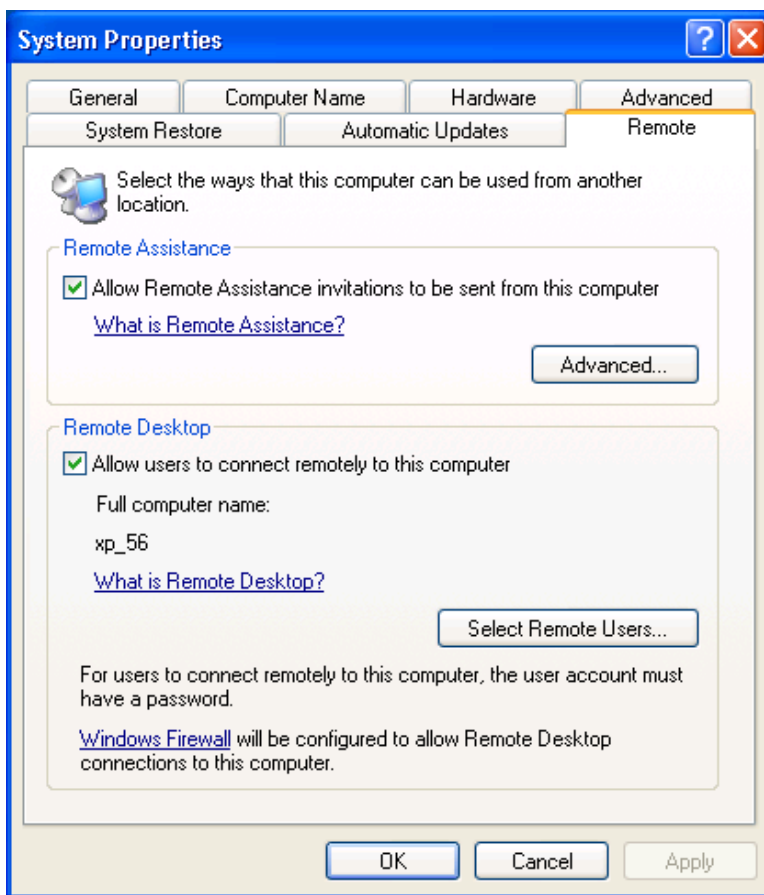 System Properties
General
Computer Name
Hardware
Advanced
System Restore
Automatic Updates
Remote
Select the ways that this computer can be used from another
location.
Remote Assistance
Allow Remote Assistance invitations to be sent from this computer
What is Remote Assistance?
Advanced...
Remote Desktop
Allow users to connect remotely to this computer
Full computer name:
xp_56
What is Remote Desktop?
Select Remote Users...
For users to connect remotely to this computer, the user account must
have a password.
Windows Firewall will be configured to allow Remote Desktop
connections to this computer.
OK
Cancel
Apply